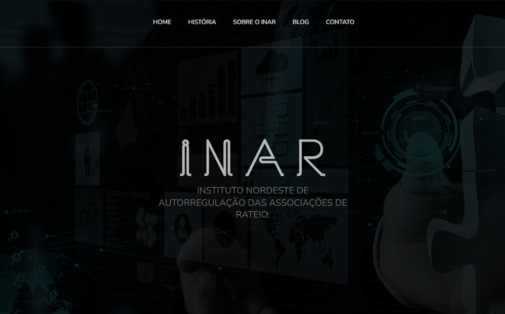 HOME HISTÓRIA SOBRE O INAR BLOG CONTATO
INAR
INSTITUTO NORDESTE DE
AUTORREGULAÇÃO DAS ASSOCIAÇÕES DE
RATEIO: